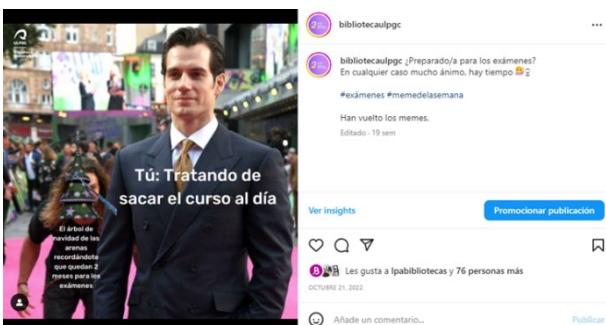 ULPGC
Tú: Tratando de
sacar el curso al día
El árbol de
navidad de las
arenas
recordándote
que quedan 2
meses para los
exámenes
bibliotecaulpgc
bibliotecaulpgc ¿Preparado/a para los exámenes?
En cualquier caso mucho ánimo, hay tiempo
#exámenes #memedelasemana
Han vuelto los memes.
Editado · 19 sem
Ver insights
Promocionar publicación
Les gusta a lpabibliotecas y 76 personas más
OCTUBRE 21, 2022
Añade un comentario...
Publicar